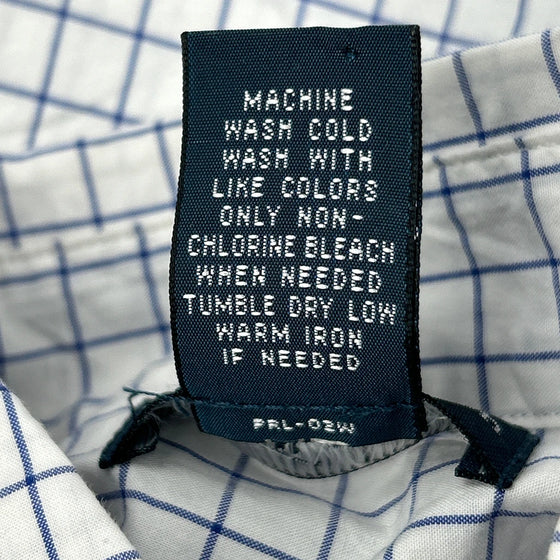 MACHINE
WASH COLD
WASH WITH
LIKE COLORS
ONLY NON-
CHLORINE BLEACH
WHEN NEEDED
TUMBLE DRY LOW
WARM IRON
IF NEEDED
PRL-02W